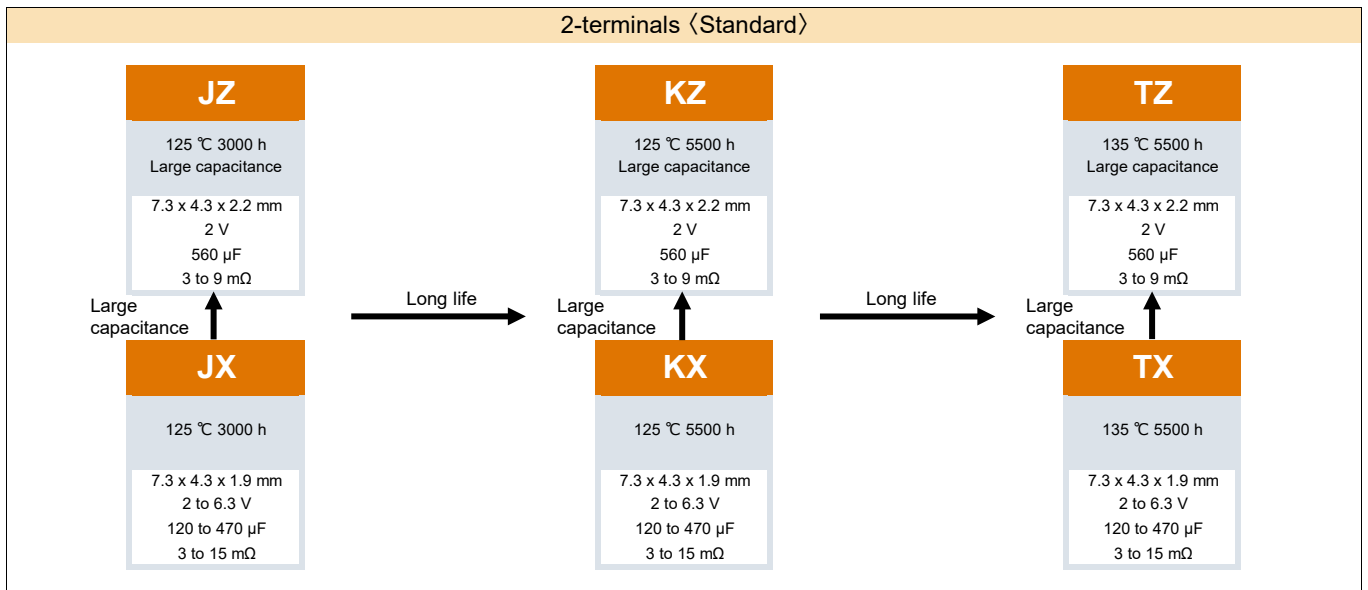 2-terminals〈Standard〉
JZ
125 ℃ 3000 h
Large capacitance
7.3 x 4.3 x 2.2 mm
2 V
560 µF
3 to 9 mΩ
KZ
125 ℃ 5500 h
Large capacitance
7.3 x 4.3 x 2.2 mm
2 V
560 µF
3 to 9 mΩ
TZ
135 ℃ 5500 h
Large capacitance
7.3 x 4.3 x 2.2 mm
2 V
560 µF
3 to 9 mΩ
Large
capacitance
Long life
Large
capacitance
Long life
Large
capacitance
JX
125 ℃ 3000 h
7.3 x 4.3 x 1.9 mm
2 to 6.3 V
120 to 470 µF
3 to 15 mΩ
KX
125 ℃ 5500 h
7.3 x 4.3 x 1.9 mm
2 to 6.3 V
120 to 470 µF
3 to 15 mΩ
TX
135 ℃ 5500 h
7.3 x 4.3 x 1.9 mm
2 to 6.3 V
120 to 470 µF
3 to 15 mΩ